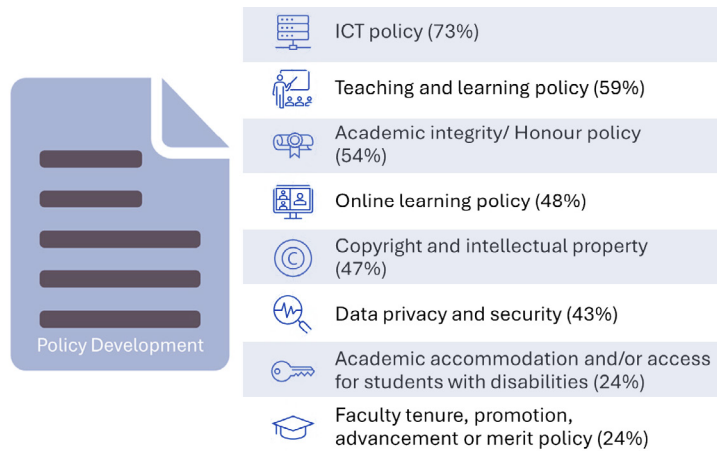 ICT policy (73%)
Teaching and learning policy (59%)
Academic integrity/ Honour policy
(54%)
Online learning policy (48%)
Copyright and intellectual property
(47%)
Data privacy and security (43%)
Academic accommodation and/or access
for students with disabilities (24%)
Faculty tenure, promotion,
advancement or merit policy (24%)
Policy Development
C